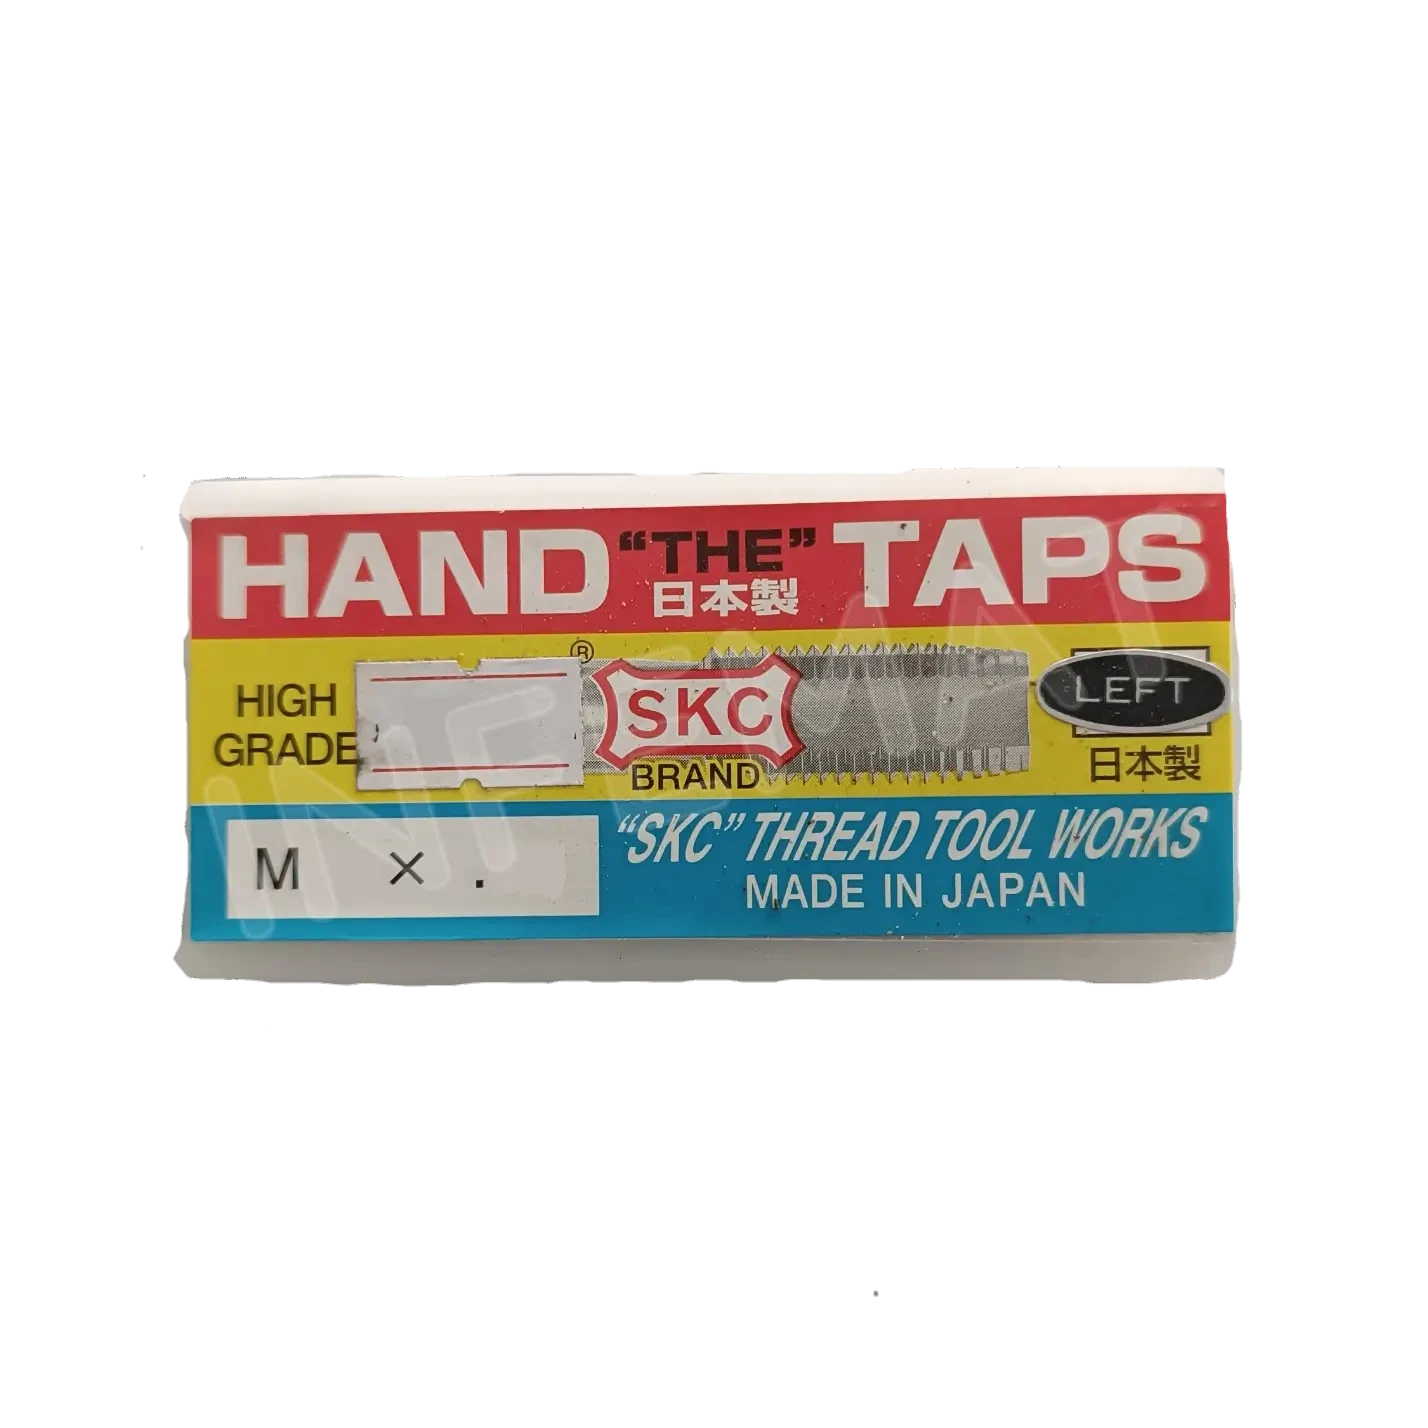 HAND “THE” TAPS
日本製
®
HIGH
GRADE
SKC
BRAND
LEFT
日本製
M × .
“SKC” THREAD TOOL WORKS
MADE IN JAPAN
INFEMAI